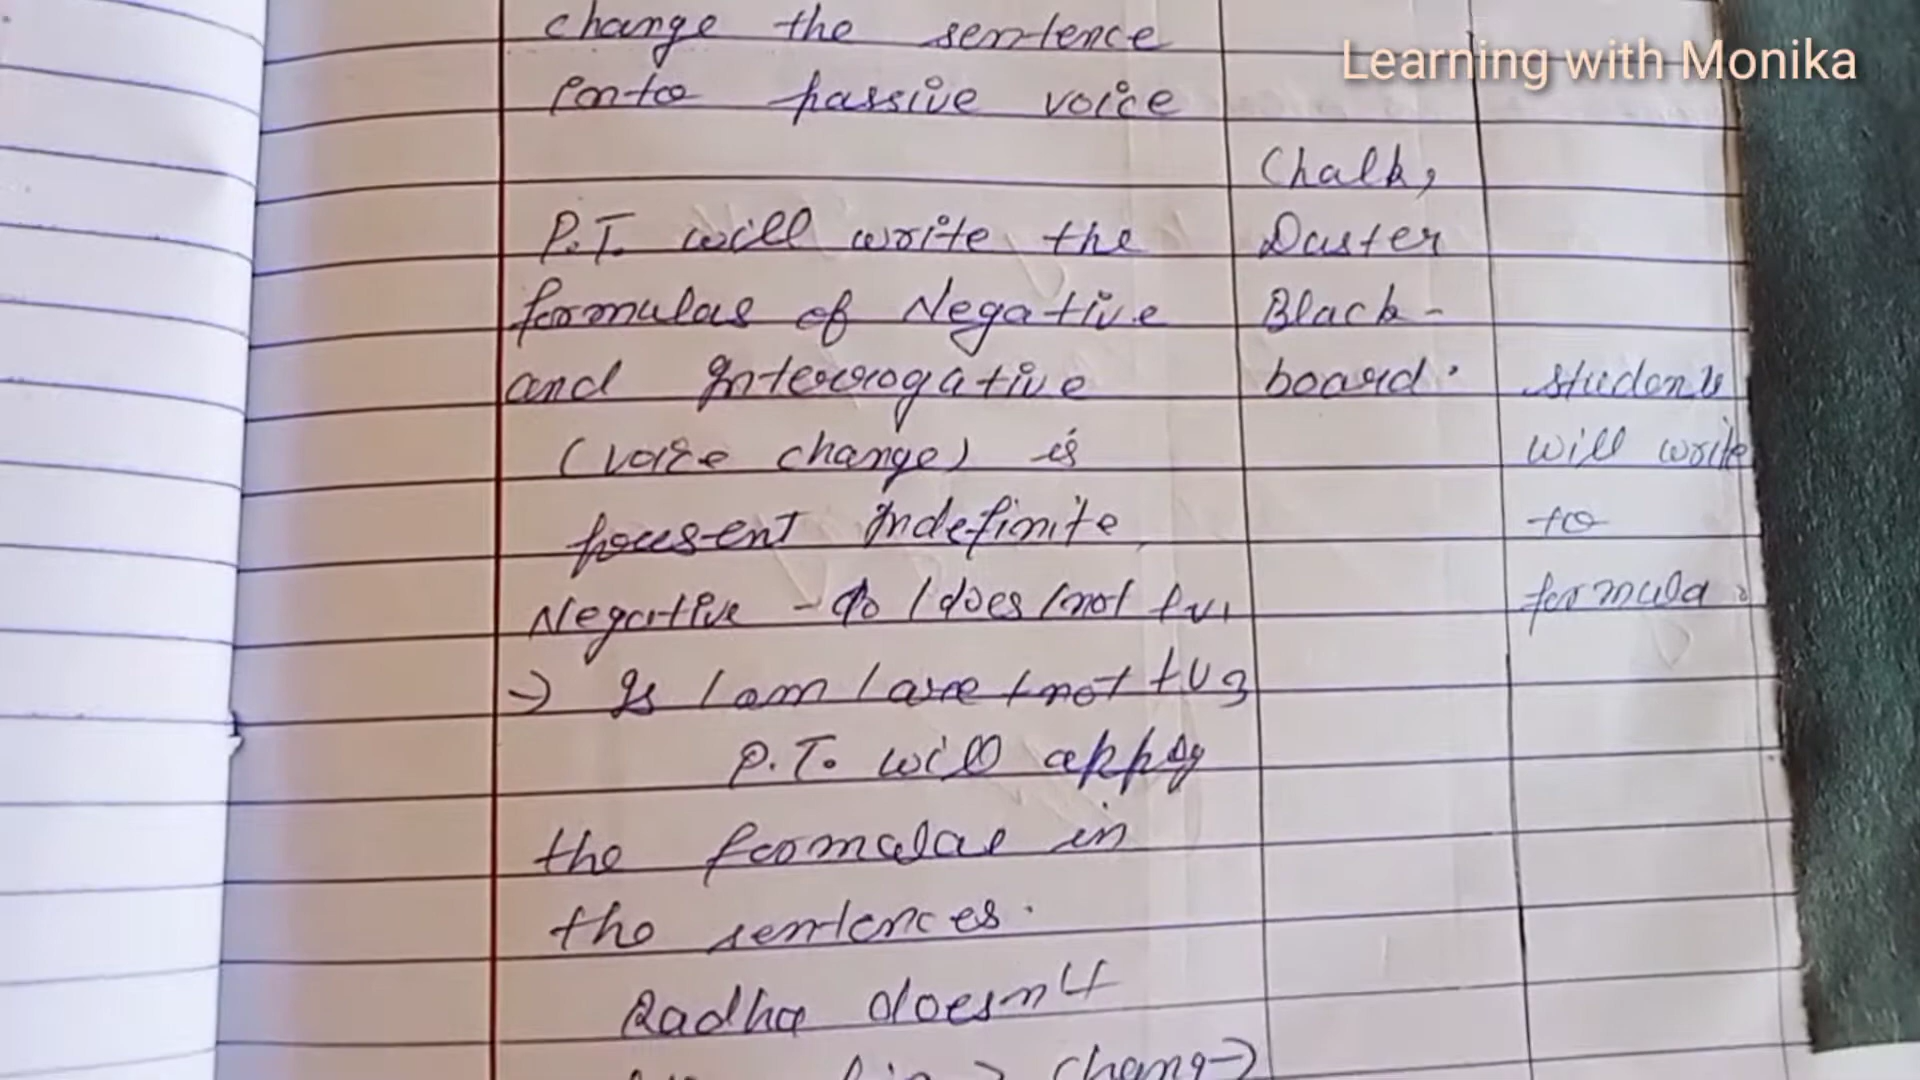 Learning with Monika
change the sentence
into passive voice
P.T. will write the
formulas of Negative
and Interrogative
(voice change) is
present Indefinite
Negative - do / does / not + v1
→ Is / am / are + not + v3
P.T. will apply
the formulas in
the sentences.
Radha doesn't
chang→
Chalk,
Duster
Black-
board.
students
will write
to
formula